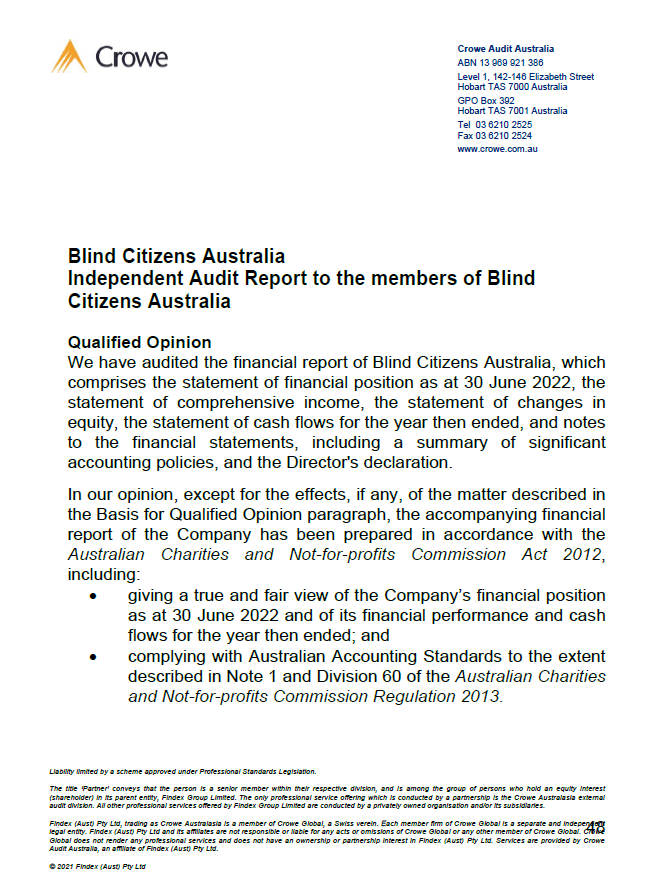 Crowe
Crowe Audit Australia
ABN 13 969 921 386
Level 1, 142-146 Elizabeth Street
Hobart TAS 7000 Australia
GPO Box 392
Hobart TAS 7001 Australia
Tel 03 6210 2525
Fax 03 6210 2524
www.crowe.com.au
Blind Citizens Australia
Independent Audit Report to the members of Blind
Citizens Australia
Qualified Opinion
We have audited the financial report of Blind Citizens Australia, which
comprises the statement of financial position as at 30 June 2022, the
statement of comprehensive income, the statement of changes in
equity, the statement of cash flows for the year then ended, and notes
to the financial statements, including a summary of significant
accounting policies, and the Director's declaration.
In our opinion, except for the effects, if any, of the matter described in
the Basis for Qualified Opinion paragraph, the accompanying financial
report of the Company has been prepared in accordance with the
Australian Charities and Not-for-profits Commission Act 2012,
including:
• giving a true and fair view of the Company's financial position
as at 30 June 2022 and of its financial performance and cash
flows for the year then ended; and
• complying with Australian Accounting Standards to the extent
described in Note 1 and Division 60 of the Australian Charities
and Not-for-profits Commission Regulation 2013.
Liability limited by a scheme approved under Professional Standards Legislation.
The title 'Partner' conveys that the person is a senior member within their respective division, and is among the group of persons who hold an equity interest
(shareholder) in its parent entity, Findex Group Limited. The only professional service offering which is conducted by a partnership is the Crowe Australasia external
audit division. All other professional services offered by Findex Group Limited are conducted by a privately owned organisation and/or its subsidiaries.
Findex (Aust) Pty Ltd, trading as Crowe Australasia is a member of Crowe Global, a Swiss verein. Each member firm of Crowe Global is a separate and independent
legal entity. Findex (Aust) Pty Ltd and its affiliates are not responsible or liable for any acts or omissions of Crowe Global or any other member of Crowe Global. Crowe
Global does not render any professional services and does not have an ownership or partnership interest in Findex (Aust) Pty Ltd. Services are provided by Crowe
Audit Australia, an affiliate of Findex (Aust) Pty Ltd.
© 2021 Findex (Aust) Pty Ltd